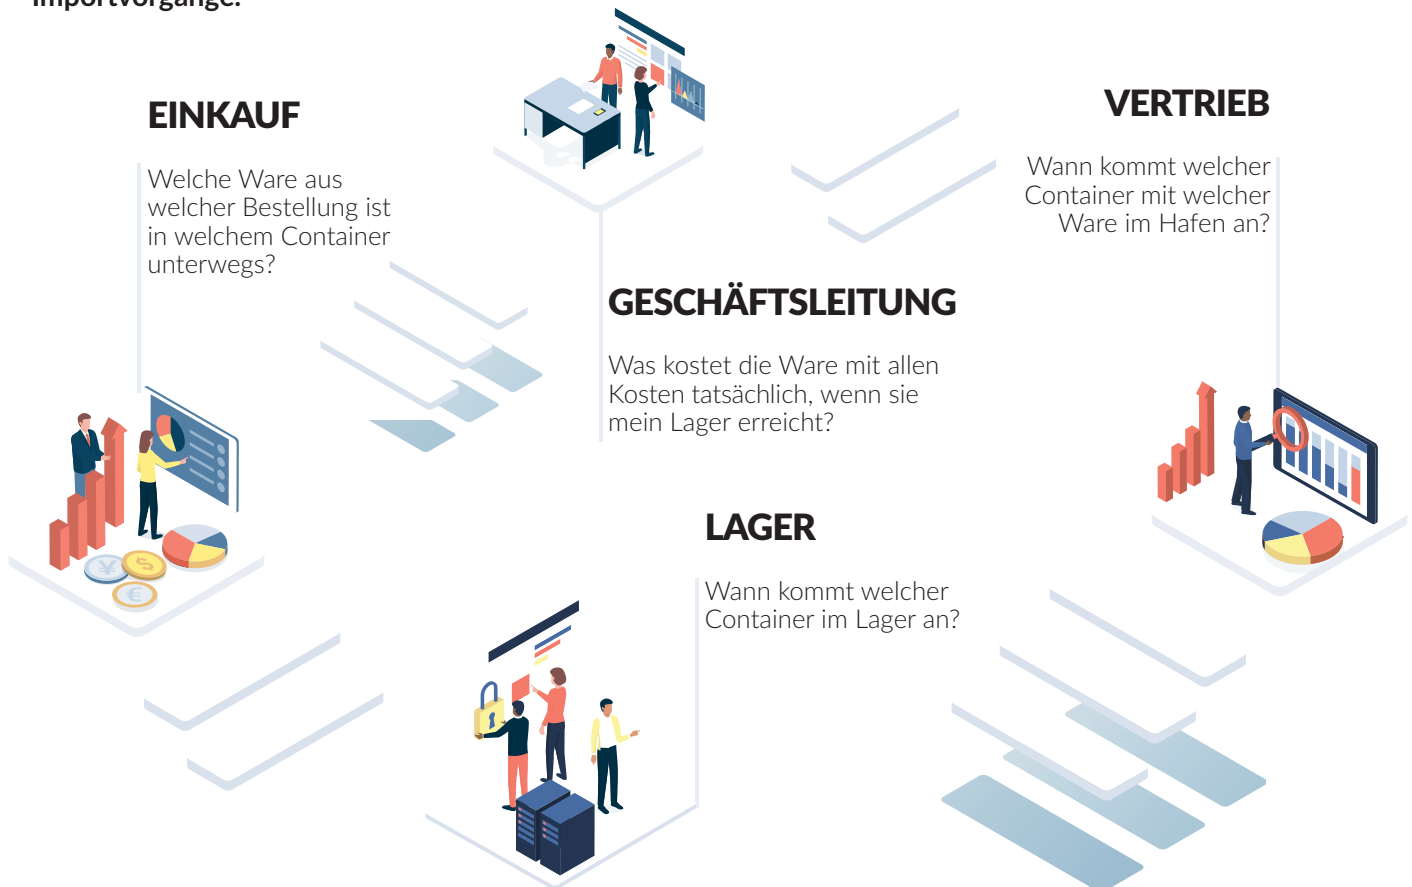 Importvorgänge.
EINKAUF
Welche Ware aus
welcher Bestellung ist
in welchem Container
unterwegs?
VERTRIEB
Wann kommt welcher
Container mit welcher
Ware im Hafen an?
GESCHÄFTSLEITUNG
Was kostet die Ware mit allen
Kosten tatsächlich, wenn sie
mein Lager erreicht?
LAGER
Wann kommt welcher
Container im Lager an?
¥
$
€